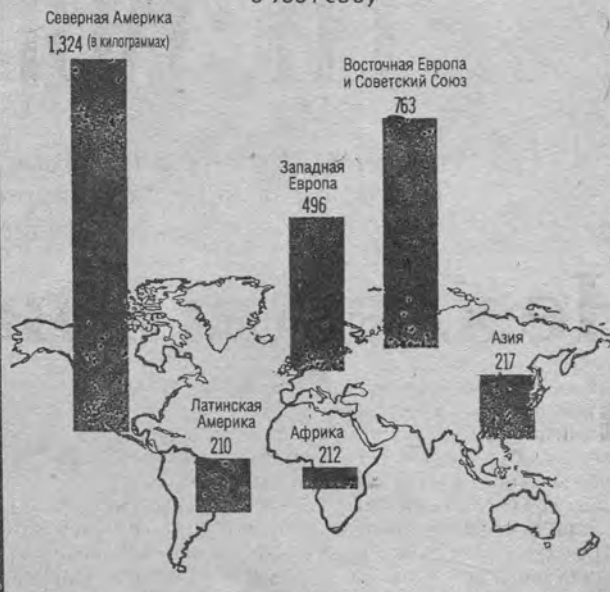 Северная Америка
1,324 (в килограммах)
Восточная Европа
и Советский Союз
763
Западная
Европа
496
Азия
217
Латинская
Америка
210
Африка
212